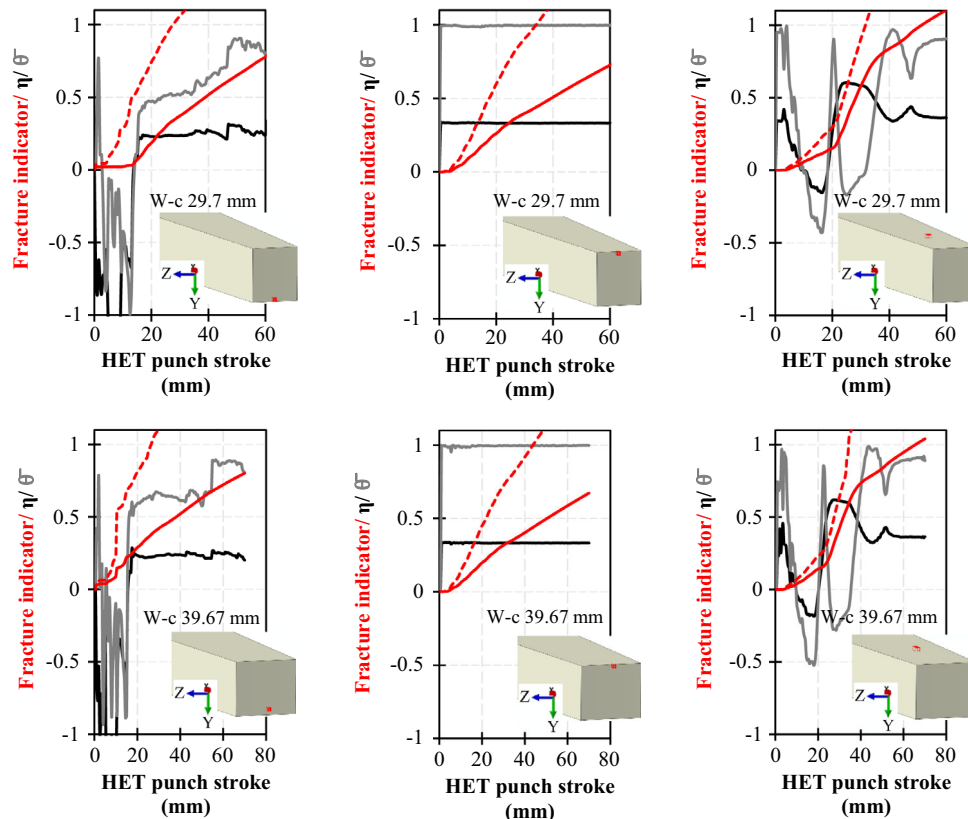 Fracture indicator/ η/ θ̅
1
0.5
0
-0.5
-1
W-c 29.7 mm
Z
X
Y
0 20 40 60
HET punch stroke
(mm)
Fracture indicator/ η/ θ̅
1
0.5
0
-0.5
-1
W-c 29.7 mm
Z
X
Y
0 20 40 60
HET punch stroke
(mm)
Fracture indicator/ η/ θ̅
1
0.5
0
-0.5
-1
W-c 29.7 mm
Z
X
Y
0 20 40 60
HET punch stroke
(mm)
Fracture indicator/ η/ θ̅
1
0.5
0
-0.5
-1
W-c 39.67 mm
Z
X
Y
0 20 40 60 80
HET punch stroke
(mm)
Fracture indicator/ η/ θ̅
1
0.5
0
-0.5
-1
W-c 39.67 mm
Z
X
Y
0 20 40 60 80
HET punch stroke
(mm)
Fracture indicator/ η/ θ̅
1
0.5
0
-0.5
-1
W-c 39.67 mm
Z
X
Y
0 20 40 60 80
HET punch stroke
(mm)